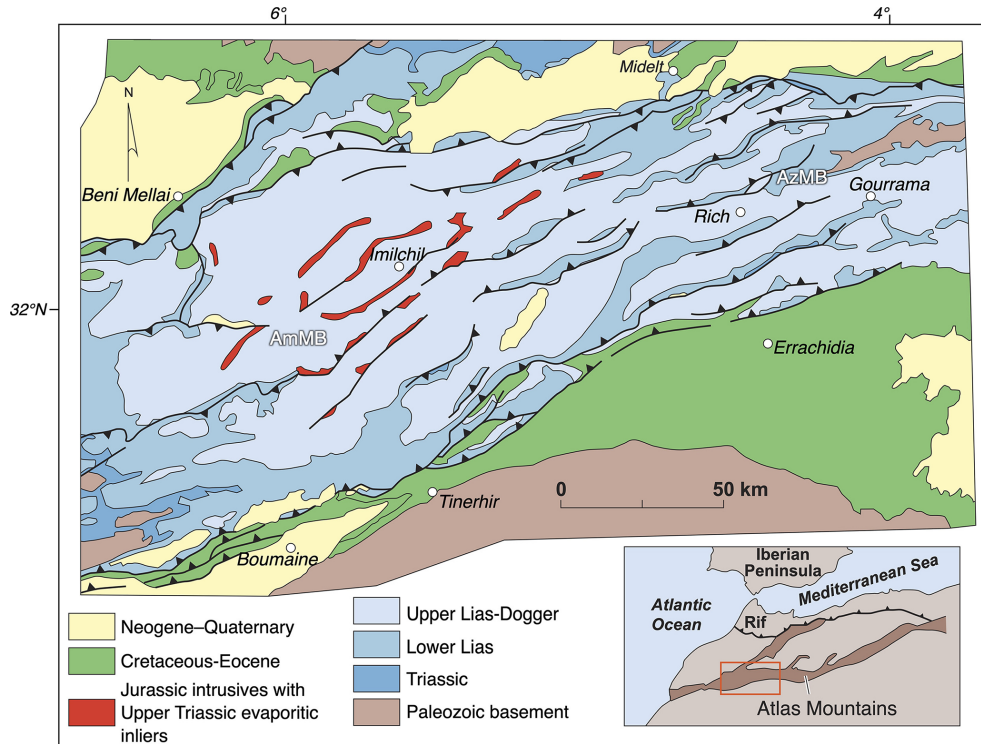 6°
4°
Midelt
N
Beni Mellai
AzMB
Gourrama
Rich
Imilchil
32°N
AmMB
Errachidia
0
50 km
Tinerhir
Boumaine
Neogene–Quaternary
Cretaceous-Eocene
Jurassic intrusives with
Upper Triassic evaporitic
inliers
Upper Lias-Dogger
Lower Lias
Triassic
Paleozoic basement
Iberian
Peninsula
Mediterranean Sea
Atlantic
Ocean
Rif
Atlas Mountains